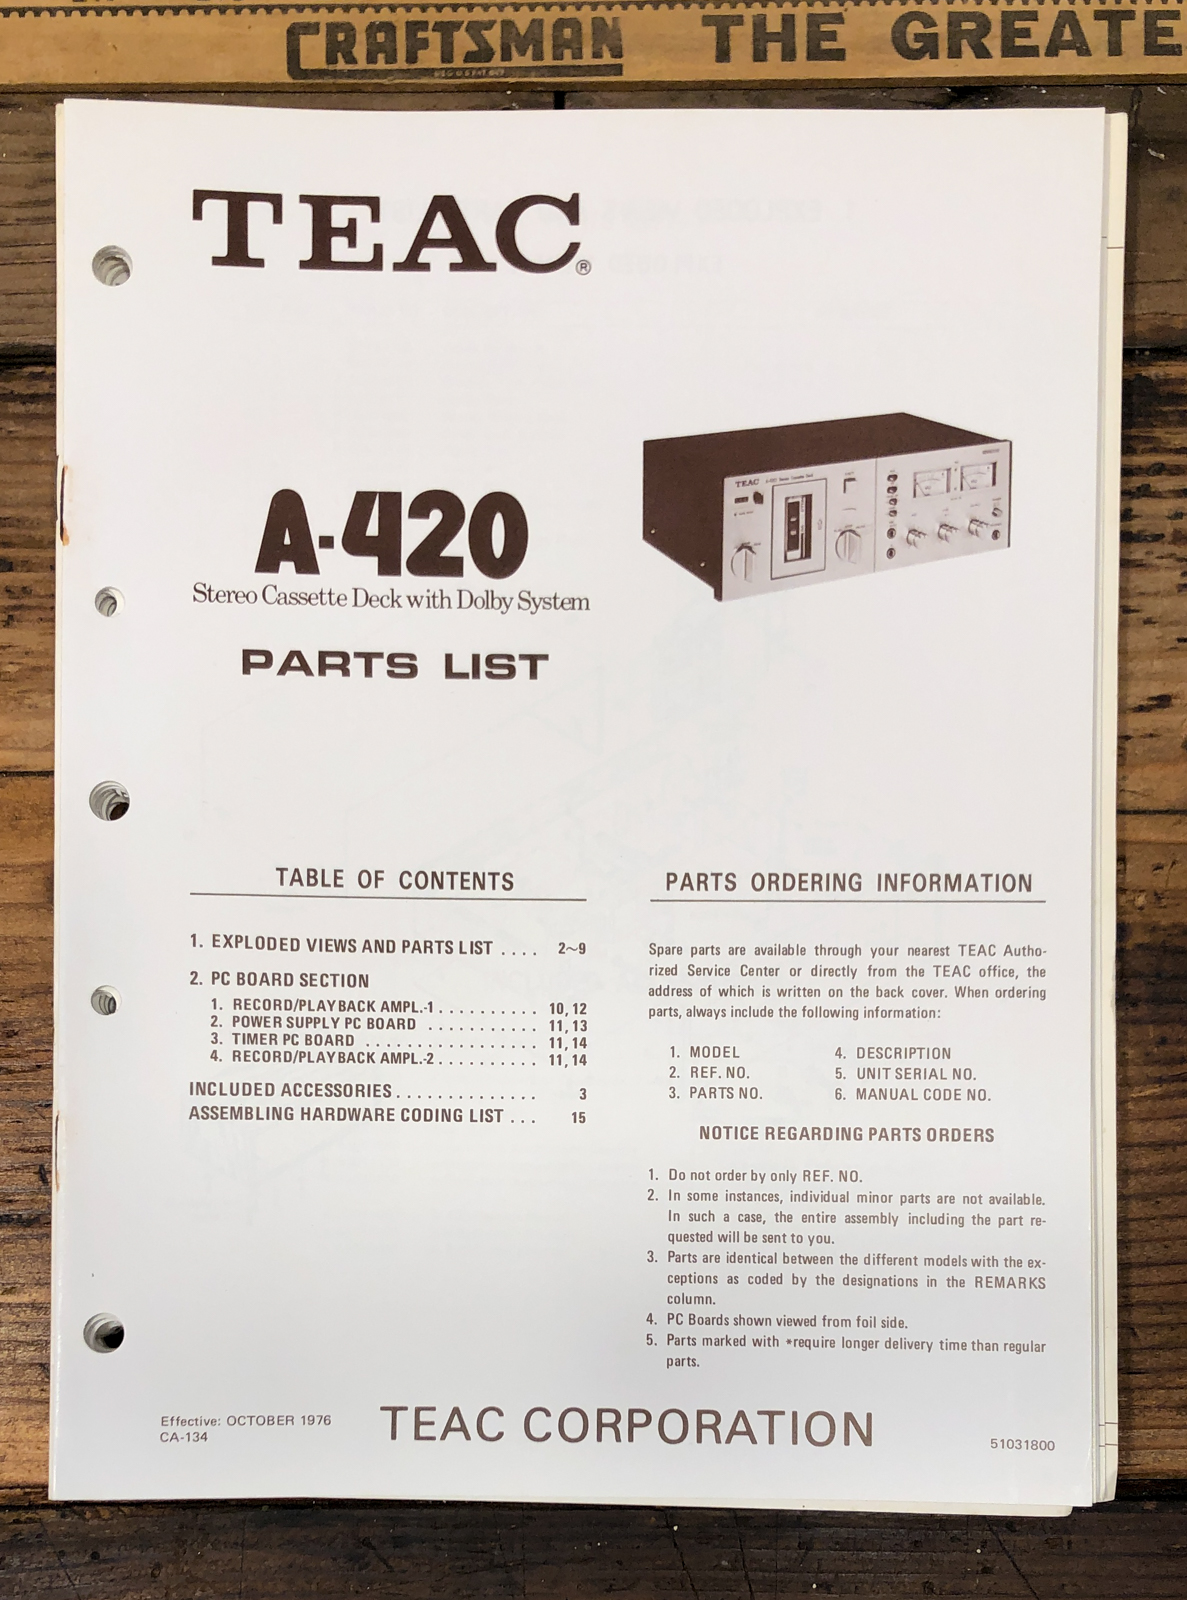 CRAFTSMAN THE GREATE
TEAC®
TEAC
A-420
Stereo Cassette Deck with Dolby System
PARTS LIST
TABLE OF CONTENTS
1. EXPLODED VIEWS AND PARTS LIST .... 2~9
2. PC BOARD SECTION
1. RECORD/PLAYBACK AMPL.-1 .......... 10, 12
2. POWER SUPPLY PC BOARD .......... 11, 13
3. TIMER PC BOARD ................. 11, 14
4. RECORD/PLAYBACK AMPL.-2 .......... 11, 14
INCLUDED ACCESSORIES .............. 3
ASSEMBLING HARDWARE CODING LIST ... 15
PARTS ORDERING INFORMATION
Spare parts are available through your nearest TEAC Autho-
rized Service Center or directly from the TEAC office, the
address of which is written on the back cover. When ordering
parts, always include the following information:
1. MODEL 4. DESCRIPTION
2. REF. NO. 5. UNIT SERIAL NO.
3. PARTS NO. 6. MANUAL CODE NO.
NOTICE REGARDING PARTS ORDERS
1. Do not order by only REF. NO.
2. In some instances, individual minor parts are not available.
In such a case, the entire assembly including the part re-
quested will be sent to you.
3. Parts are identical between the different models with the ex-
ceptions as coded by the designations in the REMARKS
column.
4. PC Boards shown viewed from foil side.
5. Parts marked with *require longer delivery time than regular
parts.
Effective: OCTOBER 1976
CA-134
TEAC CORPORATION
51031800